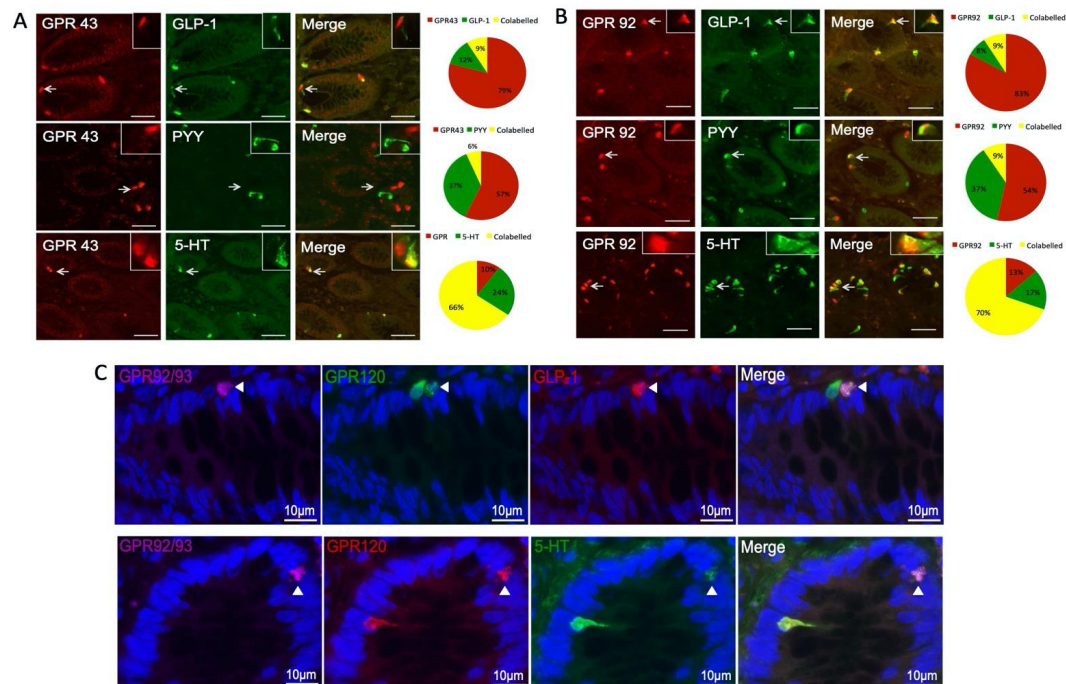 A
GPR 43 GLP-1 Merge
GPR43 GLP-1 Colabelled
9%
12%
79%
GPR 43 PYY Merge
GPR43 PYY Colabelled
6%
37%
57%
GPR 43 5-HT Merge
GPR 5-HT Colabelled
10%
24%
66%
B
GPR 92 GLP-1 Merge
GPR92 GLP-1 Colabelled
9%
8%
83%
GPR 92 PYY Merge
GPR92 PYY Colabelled
9%
37%
54%
GPR 92 5-HT Merge
GPR92 5-HT Colabelled
13%
17%
70%
C
GPR92/93 GPR120 GLP-1 Merge
10µm 10µm 10µm 10µm
GPR92/93 GPR120 5-HT Merge
10µm 10µm 10µm 10µm